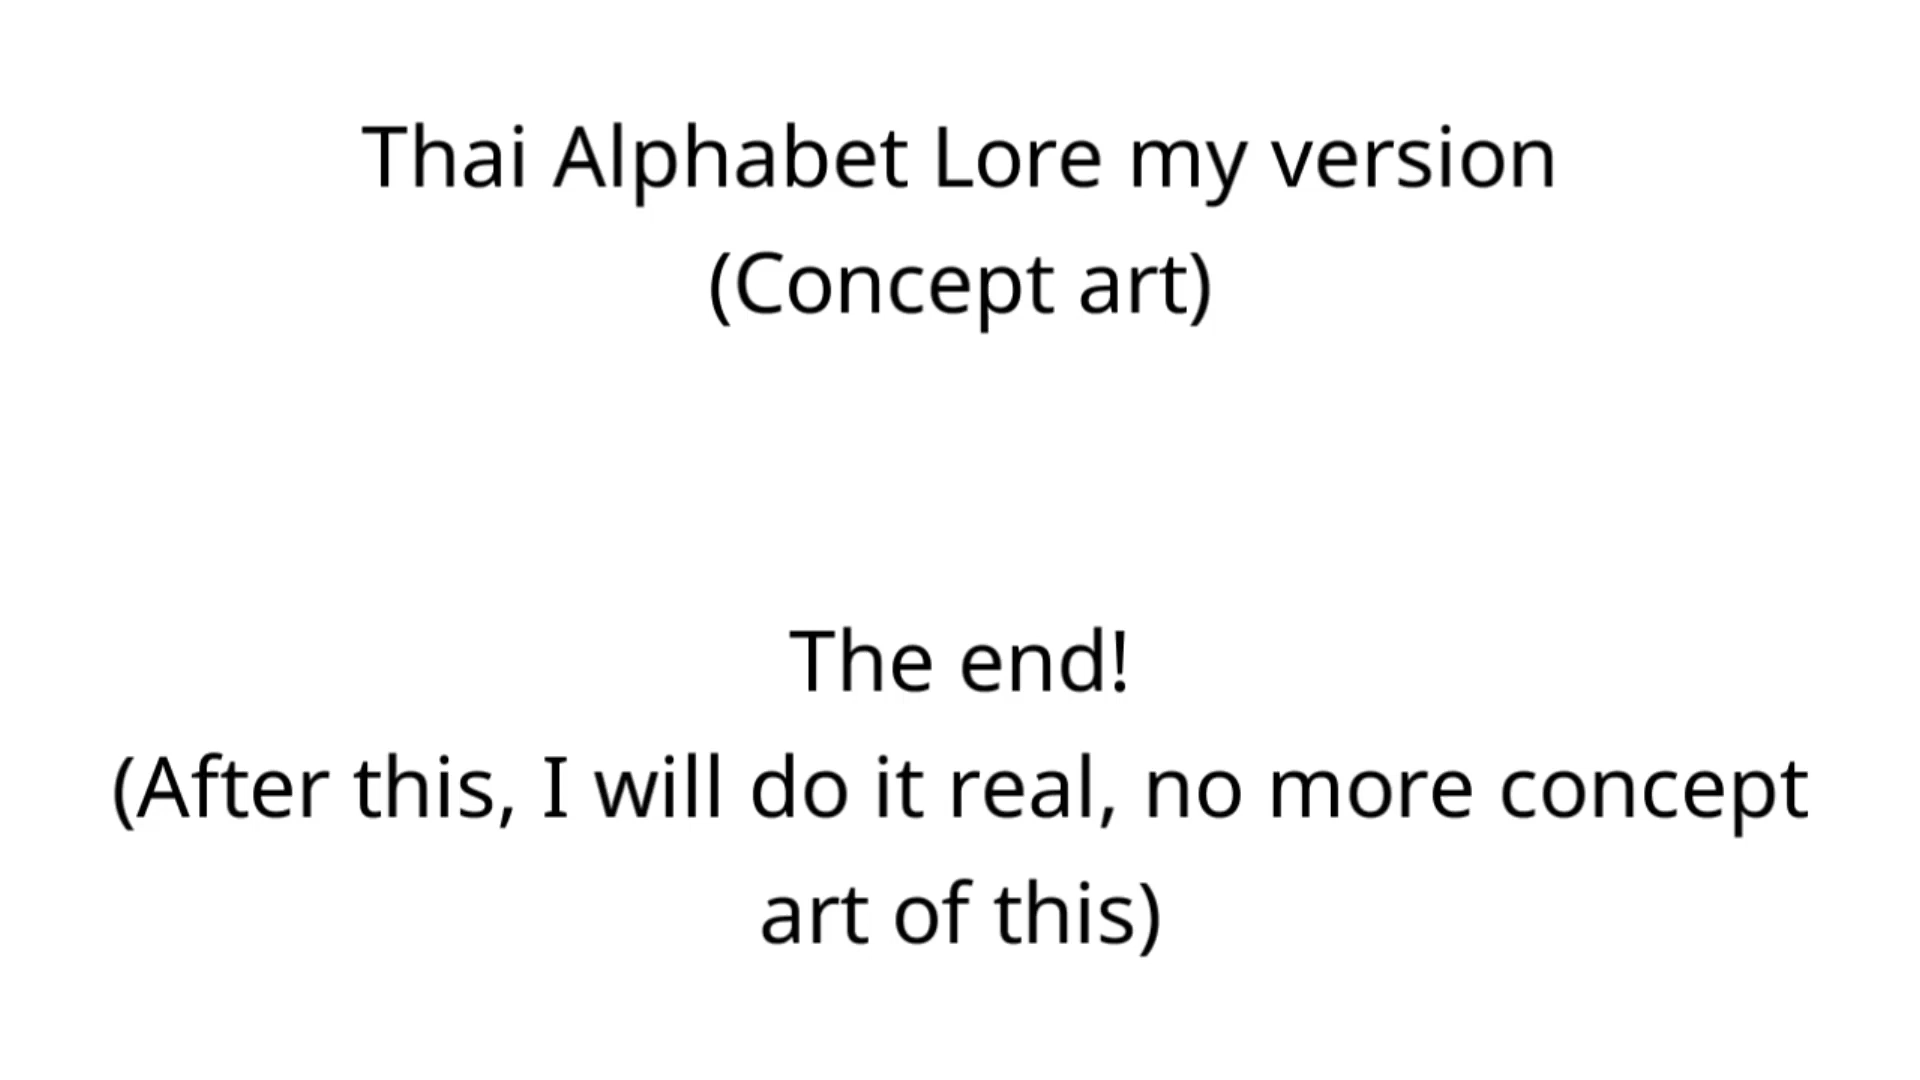 Thai Alphabet Lore my version
(Concept art)
The end!
(After this, I will do it real, no more concept
art of this)